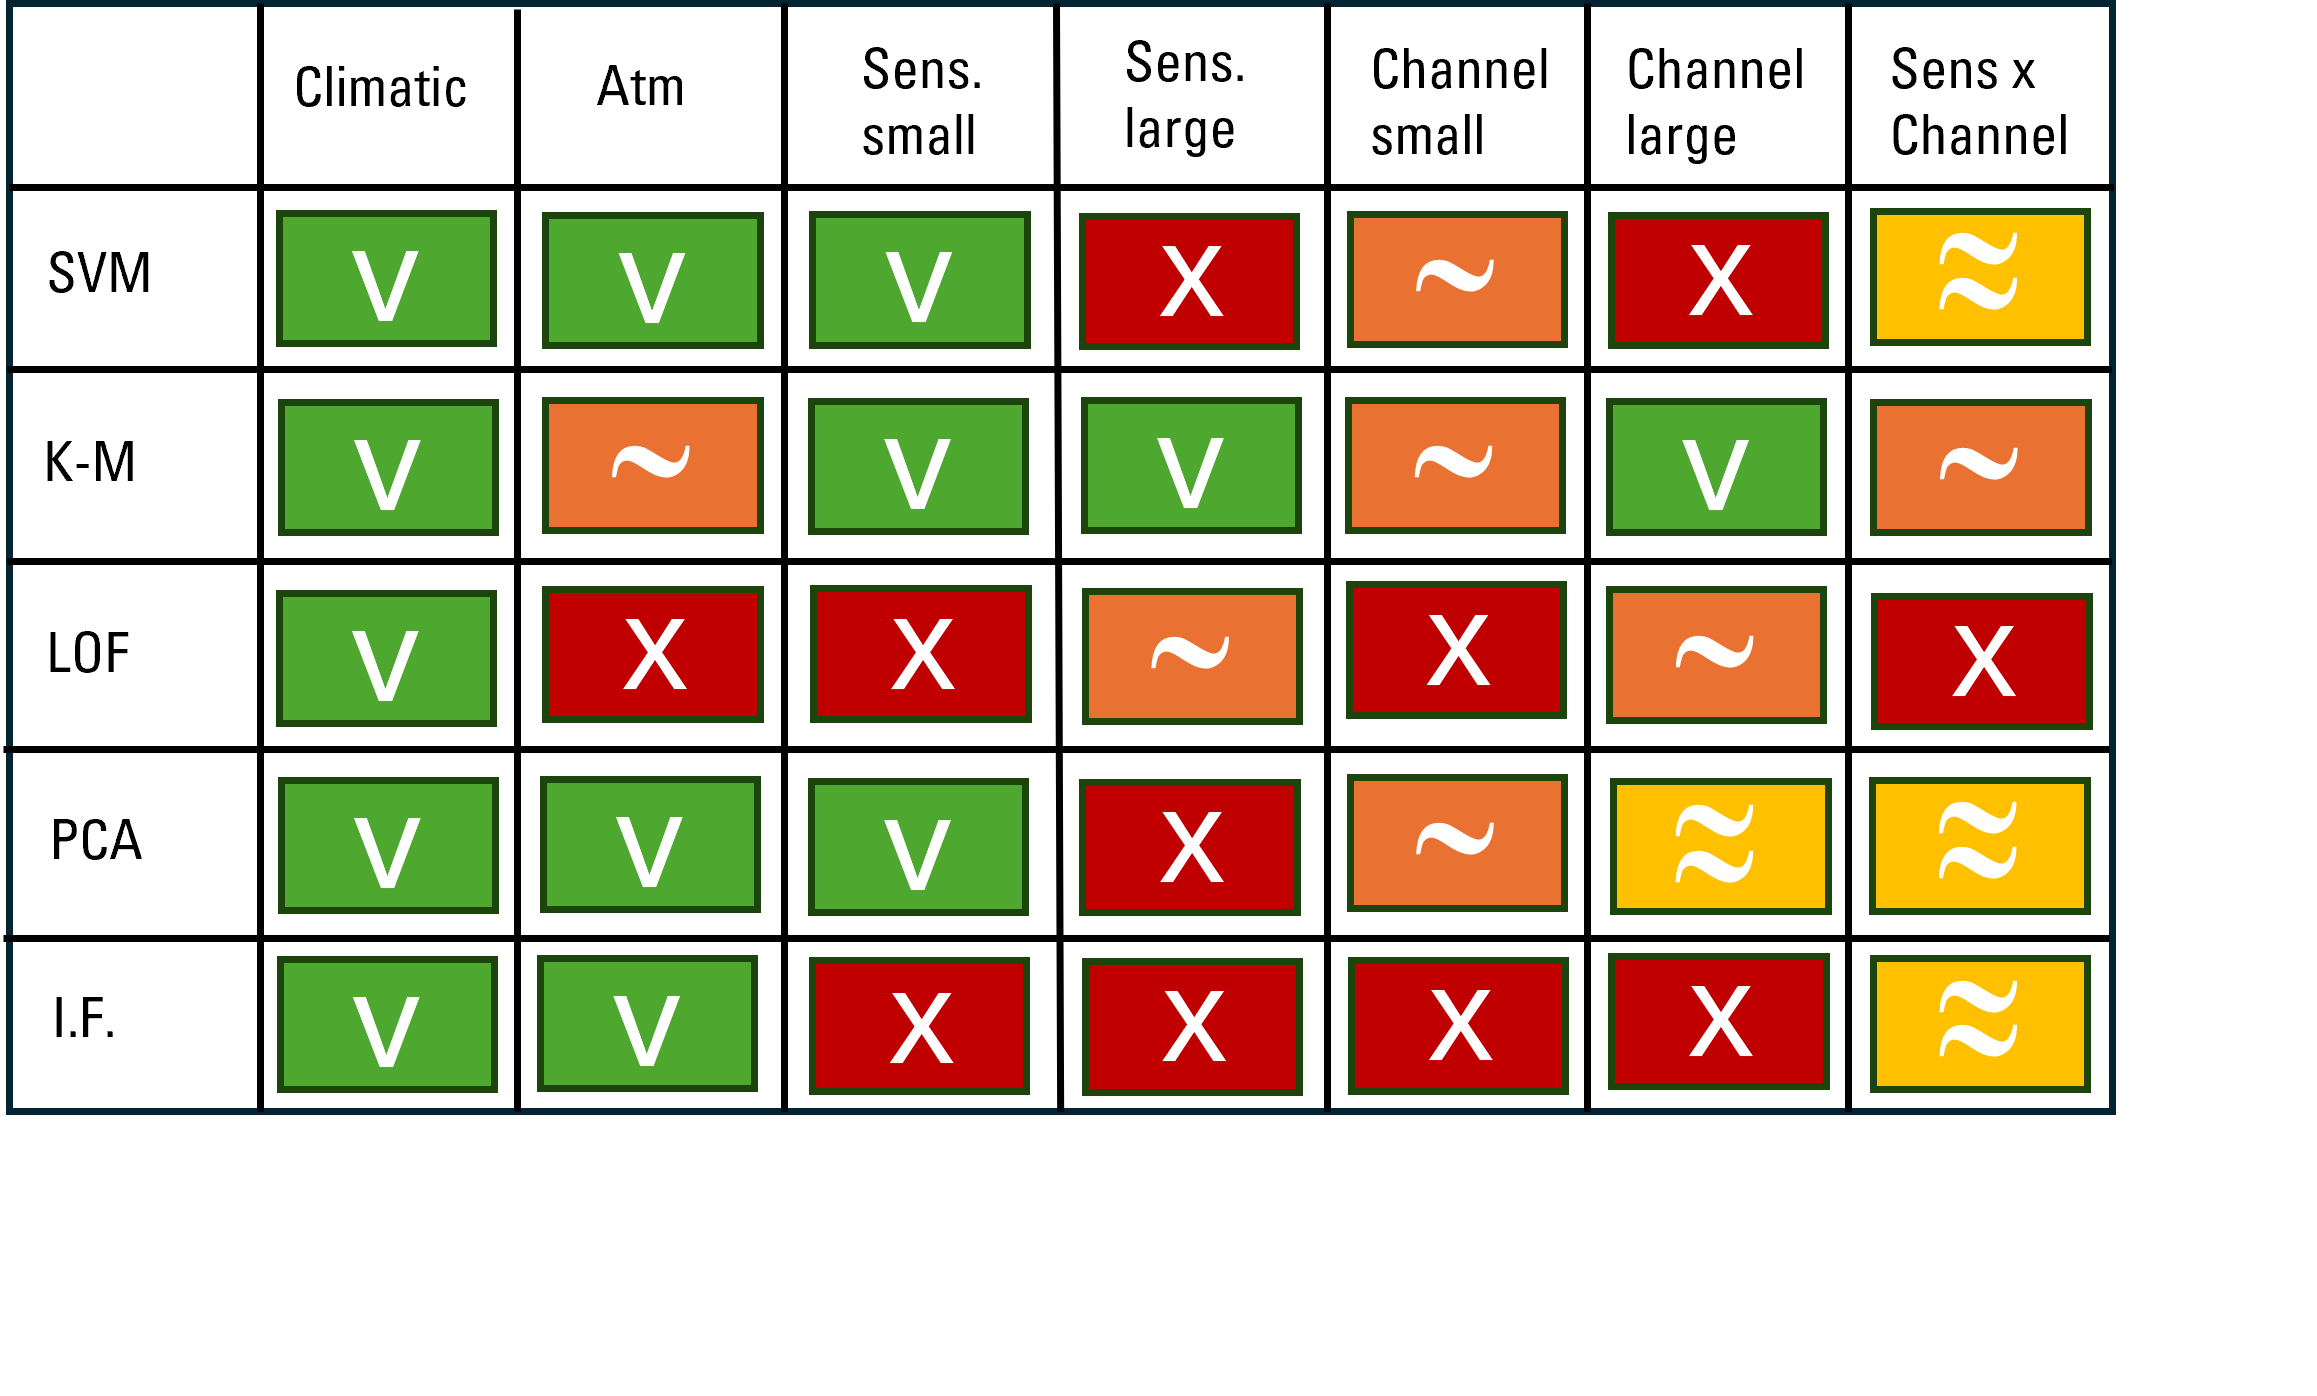 Climatic Atm Sens. small Sens. large Channel small Channel large Sens x Channel
SVM V V V X ~ X ≈
K-M V ~ V V ~ V ~
LOF V X X ~ X ~ X
PCA V V V X ~ ≈ ≈
I.F. V V X X X X ≈